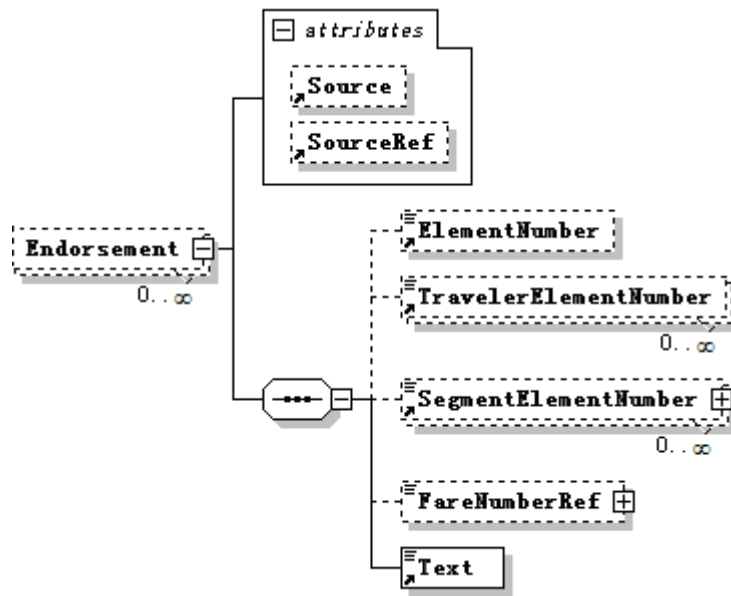 attributes
Source
SourceRef
Endorsement
0..∞
ElementNumber
TravelerElementNumber
0..∞
SegmentElementNumber
0..∞
FareNumberRef
Text